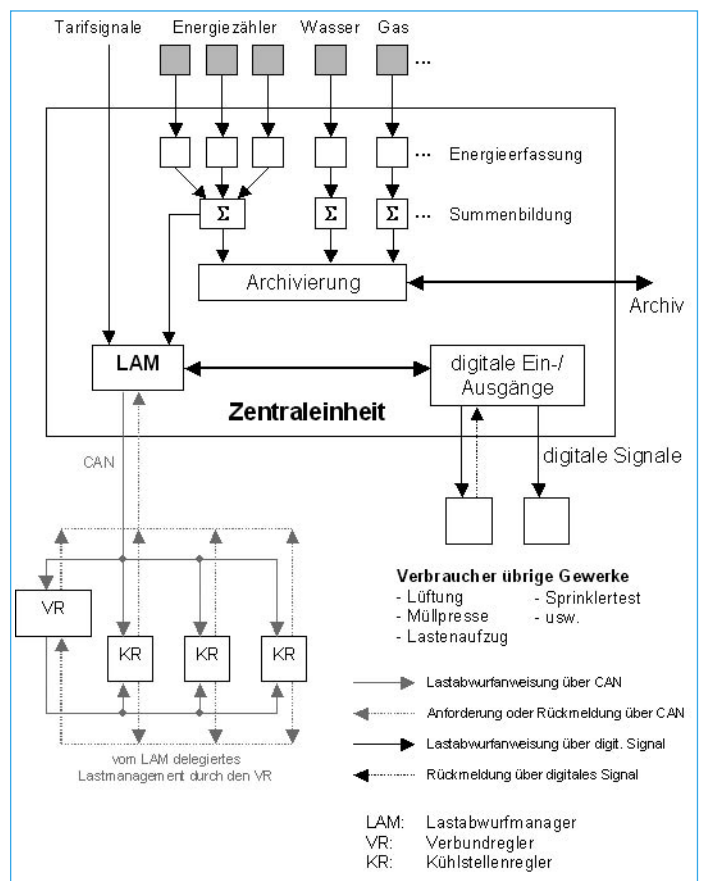 Tarifsignale Energiezähler Wasser Gas
...
... Energieerfassung
Σ Σ Σ ... Summenbildung
Archivierung
Archiv
LAM
digitale Ein-/
Ausgänge
Zentraleinheit
CAN
digitale Signale
VR
KR KR KR
vom LAM delegiertes
Lastmanagement durch den VR
Verbraucher übrige Gewerke
- Lüftung - Sprinklertest
- Müllpresse - usw.
- Lastenaufzug
Lastabwurfanweisung über CAN
Anforderung oder Rückmeldung über CAN
Lastabwurfanweisung über digit. Signal
Rückmeldung über digitales Signal
LAM: Lastabwurfmanager
VR: Verbundregler
KR: Kühlstellenregler